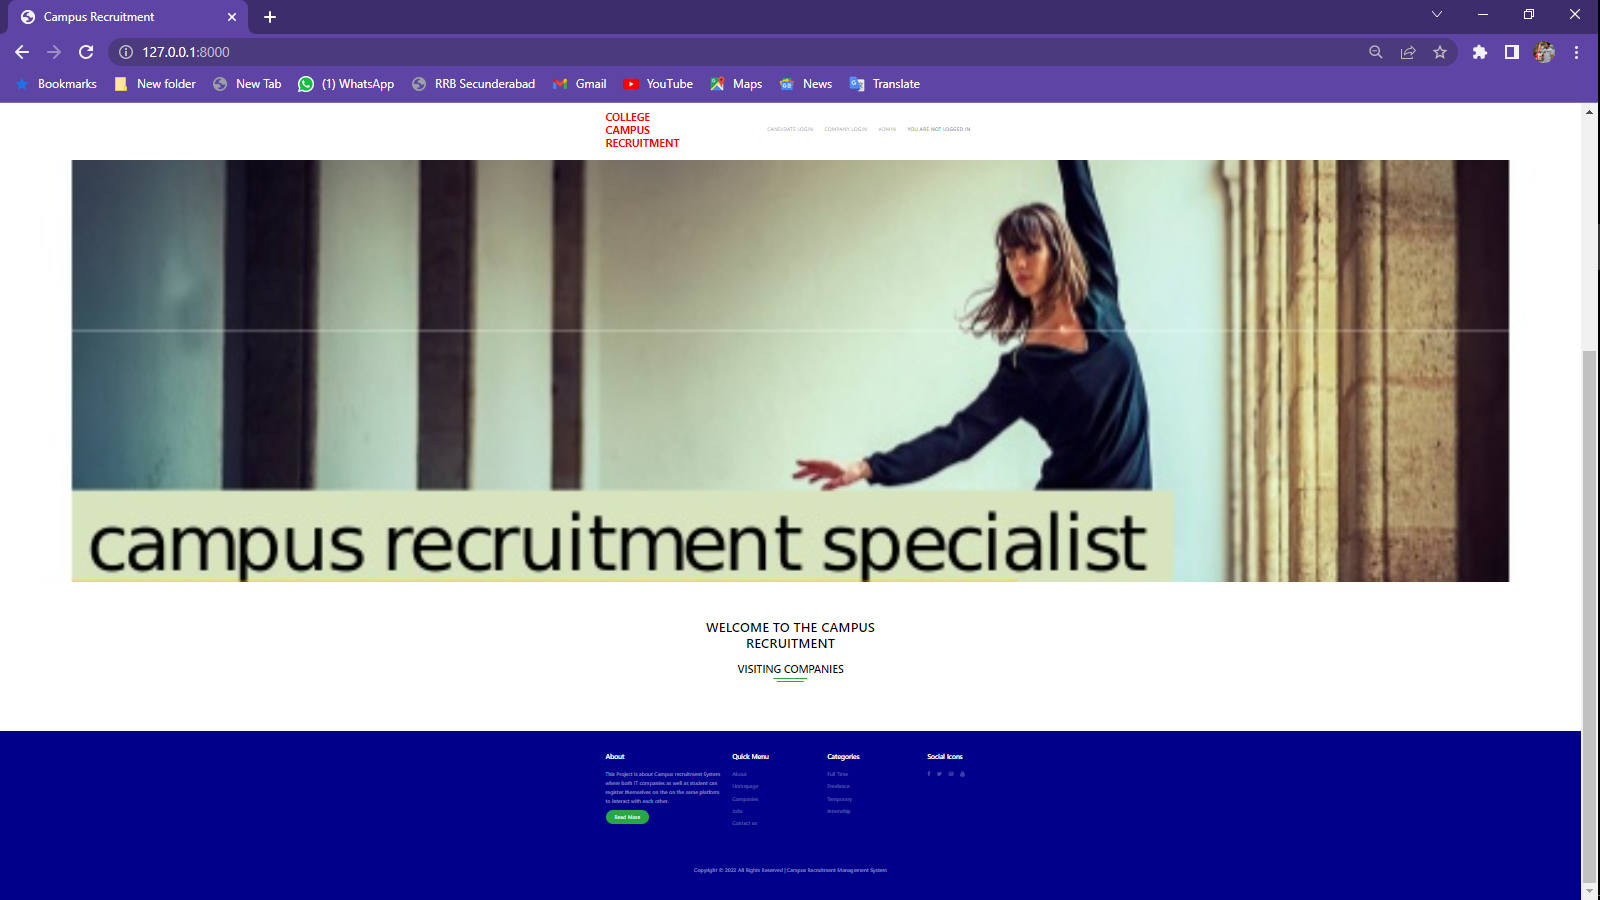 Campus Recruitment
127.0.0.1:8000
Bookmarks New folder New Tab (1) WhatsApp RRB Secunderabad Gmail YouTube Maps News Translate
COLLEGE
CAMPUS
RECRUITMENT
CANDIDATE LOGIN COMPANY LOGIN ADMIN YOU ARE NOT LOGGED IN
campus recruitment specialist
WELCOME TO THE CAMPUS
RECRUITMENT
VISITING COMPANIES
About
This Project is about Campus recruitment System
where both IT companies as well as student can
register themselves on the on the same platform
to interact with each other.
Read More
Quick Menu
About
Homepage
Companies
Jobs
Contact us
Categories
Full Time
Freelance
Temporary
Internship
Social Icons
Copyright © 2022 All Rights Reserved | Campus Recruitment Management System